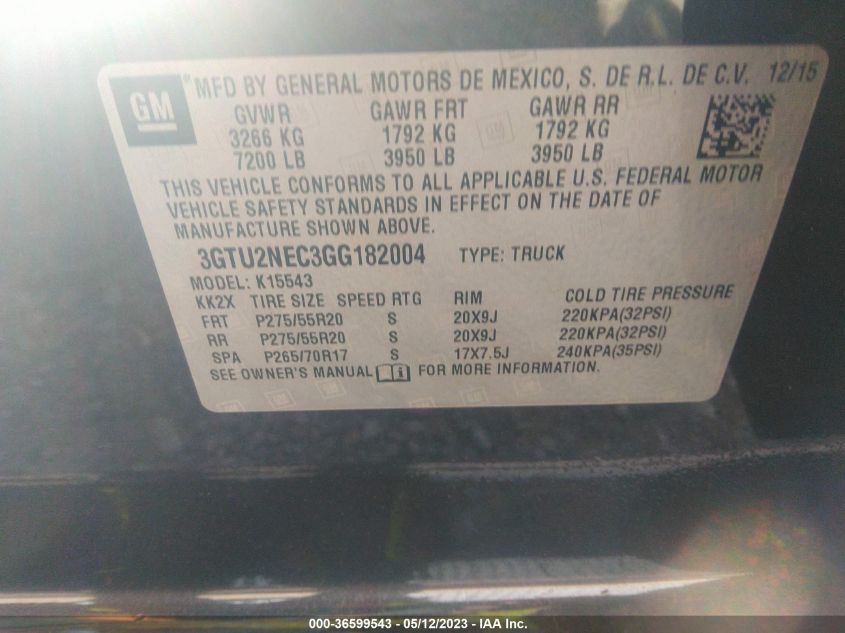 GM ® MFD BY GENERAL MOTORS DE MEXICO, S. DE R.L. DE C.V. 12/15
GVWR GAWR FRT GAWR RR
3266 KG 1792 KG 1792 KG
7200 LB 3950 LB 3950 LB
THIS VEHICLE CONFORMS TO ALL APPLICABLE U.S. FEDERAL MOTOR
VEHICLE SAFETY STANDARDS IN EFFECT ON THE DATE OF
MANUFACTURE SHOWN ABOVE.
3GTU2NEC3GG182004 TYPE: TRUCK
MODEL: K15543
KK2X TIRE SIZE SPEED RTG RIM COLD TIRE PRESSURE
FRT P275/55R20 S 20X9J 220KPA(32PSI)
RR P275/55R20 S 20X9J 220KPA(32PSI)
SPA P265/70R17 S 17X7.5J 240KPA(35PSI)
SEE OWNER'S MANUAL FOR MORE INFORMATION.
000-36599543 - 05/12/2023 - IAA Inc.